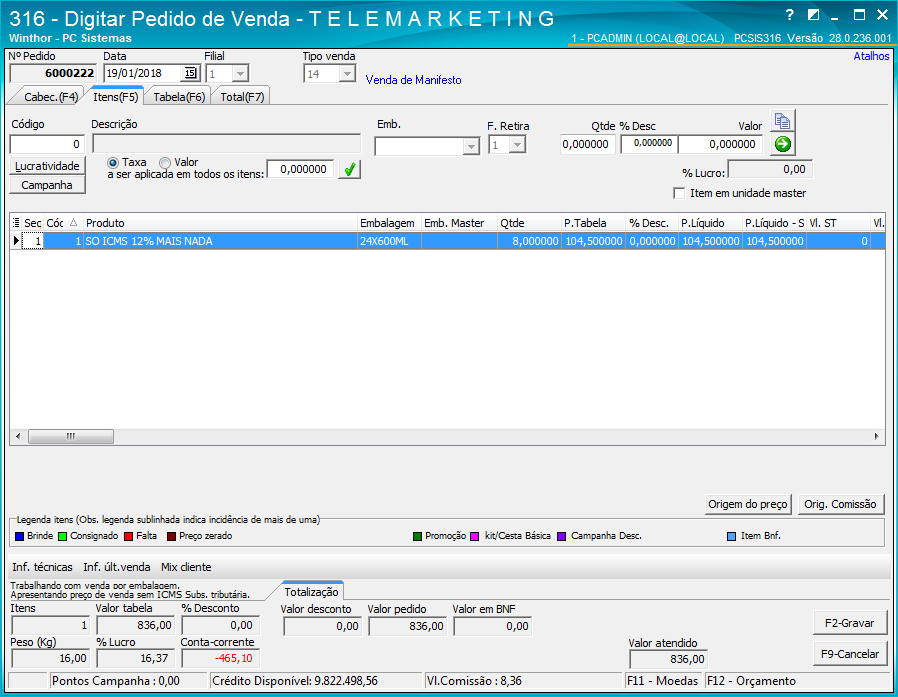 316 - Digitar Pedido de Venda - T E L E M A R K E T I N G
Winthor - PC Sistemas
1 - PCADMIN (LOCAL@LOCAL) PCSIS316 Versão 28.0.236.001
Nº Pedido Data Filial Tipo venda Atalhos
6000222 19/01/2018 15 1 14 Venda de Manifesto
Cabec.(F4) Itens(F5) Tabela(F6) Total(F7)
Código Descrição Emb. F. Retira Qtde % Desc Valor
0 1 0,000000 0,000000 0,000000
Lucratividade Taxa Valor
a ser aplicada em todos os itens: 0,000000 % Lucro: 0,00
Campanha Item em unidade master
Sec Cóc Produto Embalagem Emb. Master Qtde P.Tabela % Desc. P.Líquido P.Líquido - S Vl. ST Vl.
1 1 SO ICMS 12% MAIS NADA 24X600ML 8,000000 104,500000 0,000000 104,500000 104,500000 0
Origem do preço Orig. Comissão
Legenda itens (Obs. legenda sublinhada indica incidência de mais de uma)
Brinde Consignado Falta Preço zerado Promoção kit/Cesta Básica Campanha Desc. Item Bnf.
Inf. técnicas Inf. últ.venda Mix cliente
Trabalhando com venda por embalagem.
Apresentando preço de venda sem ICMS Subs. tributária.
Totalização
Itens Valor tabela % Desconto Valor desconto Valor pedido Valor em BNF
1 836,00 0,00 0,00 836,00 0,00
F2-Gravar
Peso (Kg) % Lucro Conta-corrente Valor atendido
16,00 16,37 -465,10 836,00
F9-Cancelar
Pontos Campanha : 0,00 Crédito Disponível: 9.822.498,56 Vl.Comissão : 8,36 F11 - Moedas F12 - Orçamento